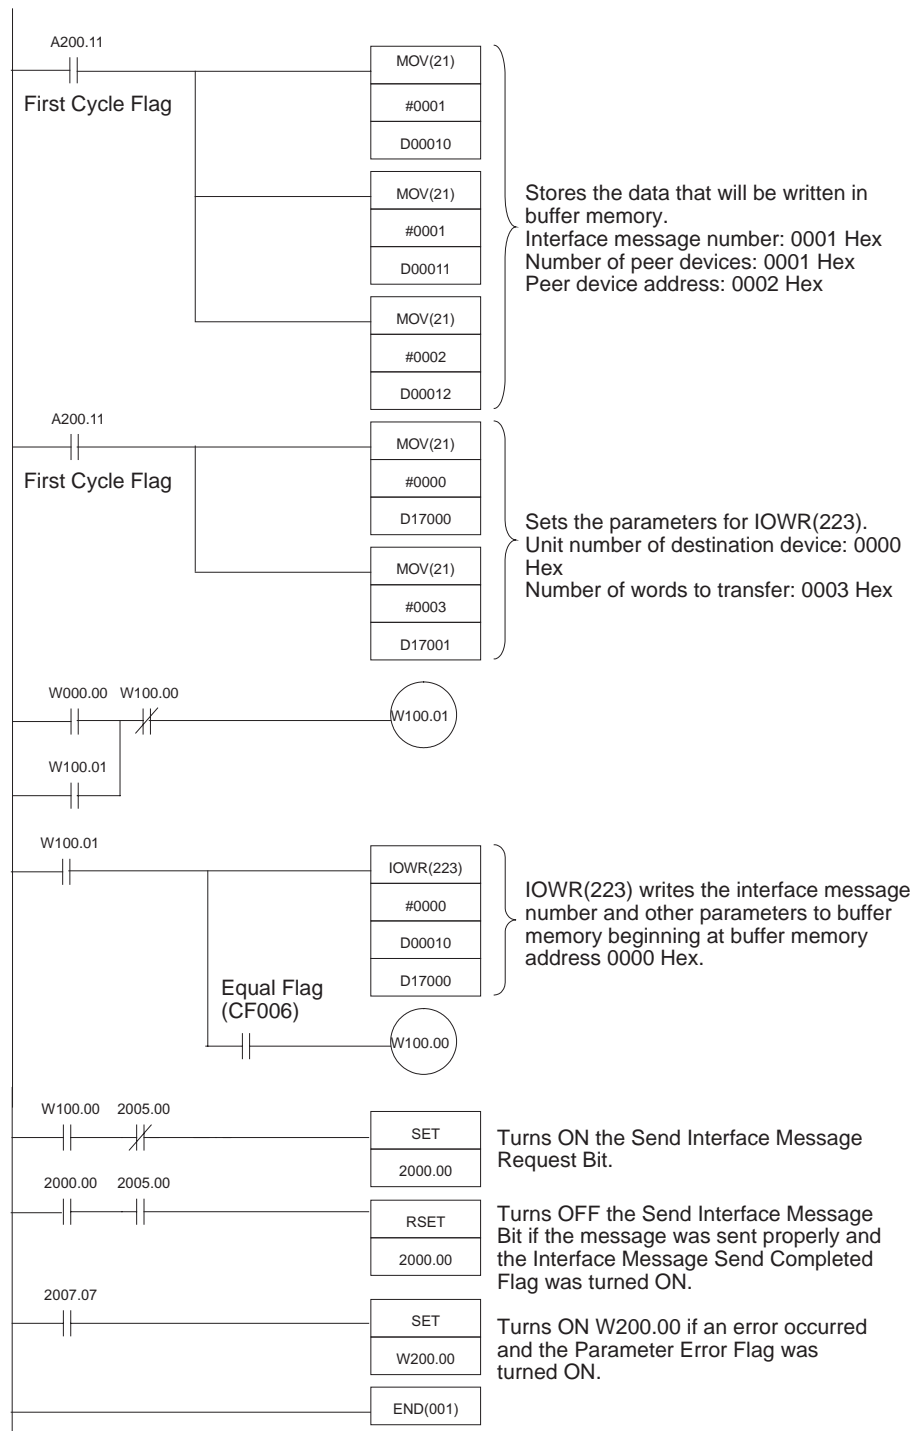 A200.11
First Cycle Flag
MOV(21)
#0001
D00010
MOV(21)
#0001
D00011
MOV(21)
#0002
D00012
Stores the data that will be written in
buffer memory.
Interface message number: 0001 Hex
Number of peer devices: 0001 Hex
Peer device address: 0002 Hex
A200.11
First Cycle Flag
MOV(21)
#0000
D17000
MOV(21)
#0003
D17001
Sets the parameters for IOWR(223).
Unit number of destination device: 0000
Hex
Number of words to transfer: 0003 Hex
W000.00 W100.00
W100.01
W100.01
W100.01
IOWR(223)
#0000
D00010
D17000
IOWR(223) writes the interface message
number and other parameters to buffer
memory beginning at buffer memory
address 0000 Hex.
Equal Flag
(CF006)
W100.00
W100.00 2005.00
SET
2000.00
Turns ON the Send Interface Message
Request Bit.
2000.00 2005.00
RSET
2000.00
Turns OFF the Send Interface Message
Bit if the message was sent properly and
the Interface Message Send Completed
Flag was turned ON.
2007.07
SET
W200.00
Turns ON W200.00 if an error occurred
and the Parameter Error Flag was
turned ON.
END(001)